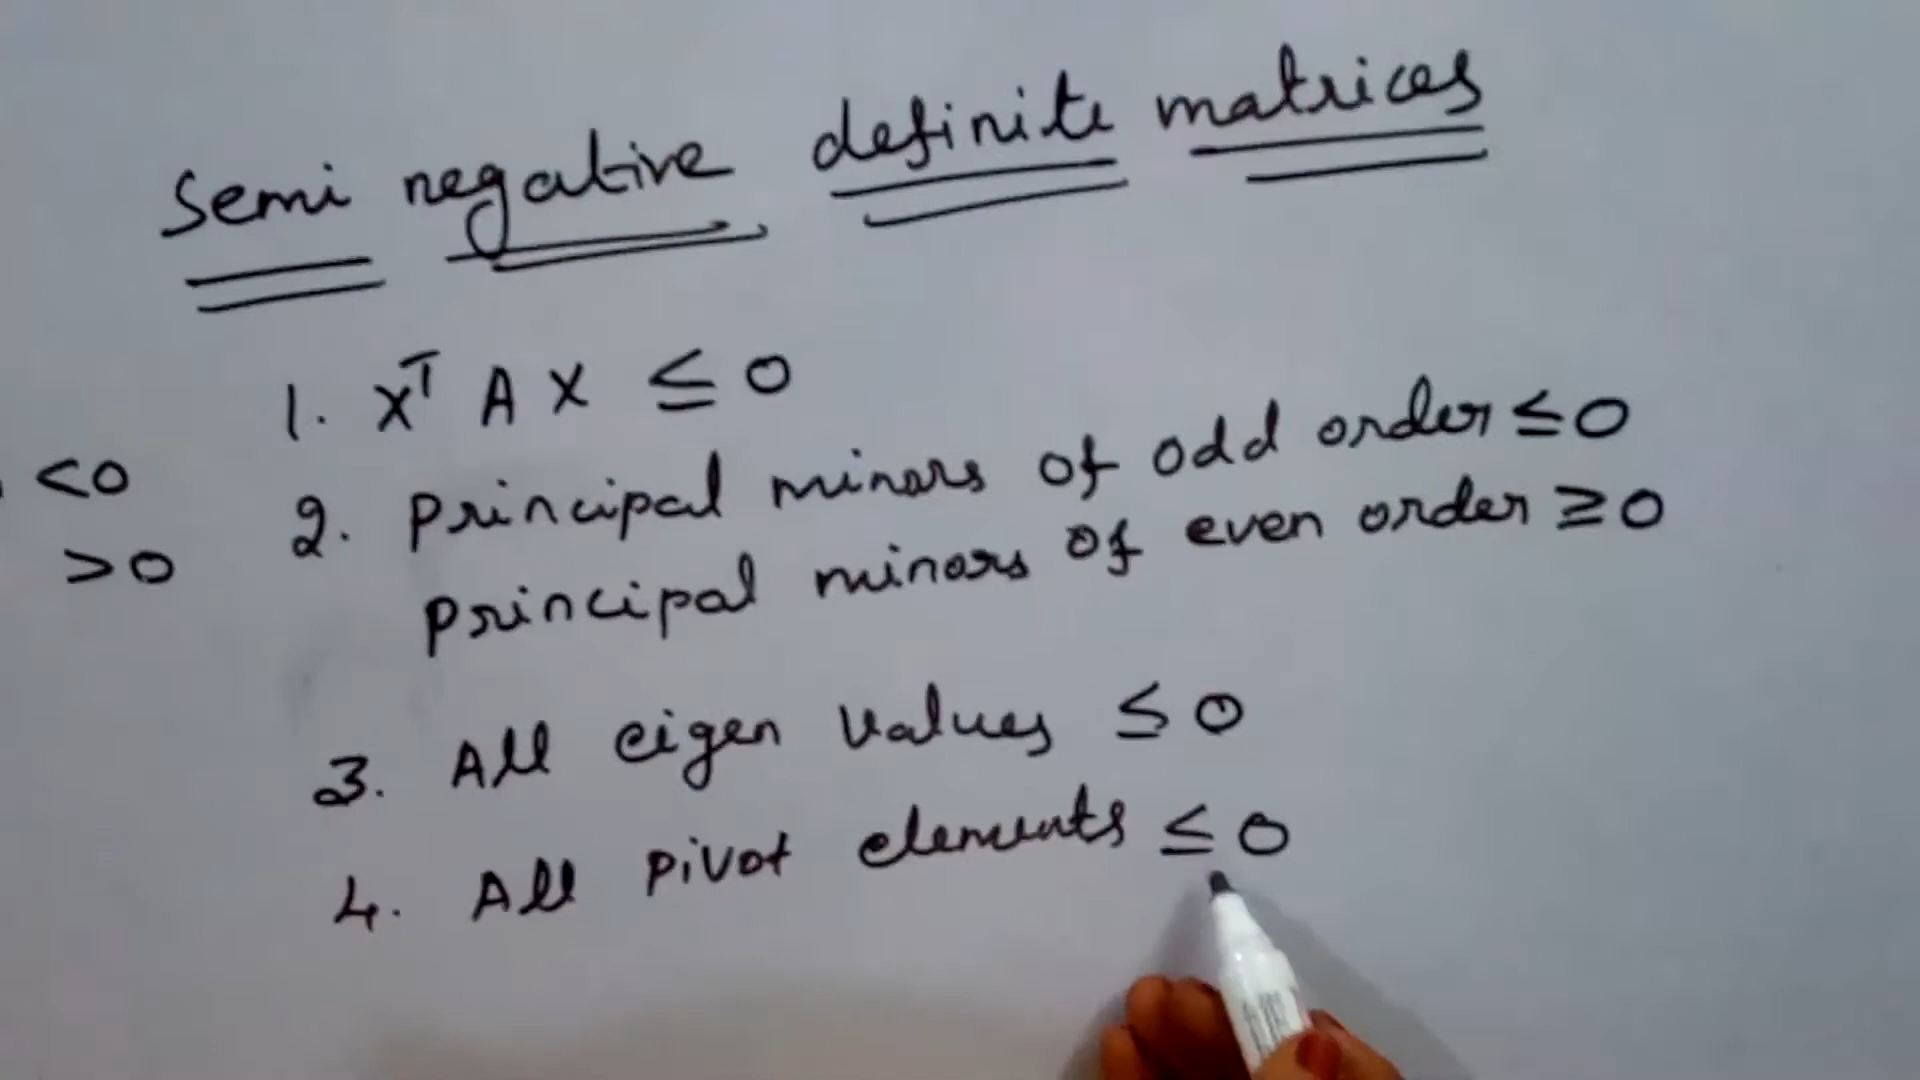 Semi negative definite matrices
1. X^T A X ≤ 0
<0
2. Principal minors of odd order ≤ 0
>0
Principal minors of even order ≥ 0
3. All eigen values ≤ 0
4. All pivot elements ≤ 0